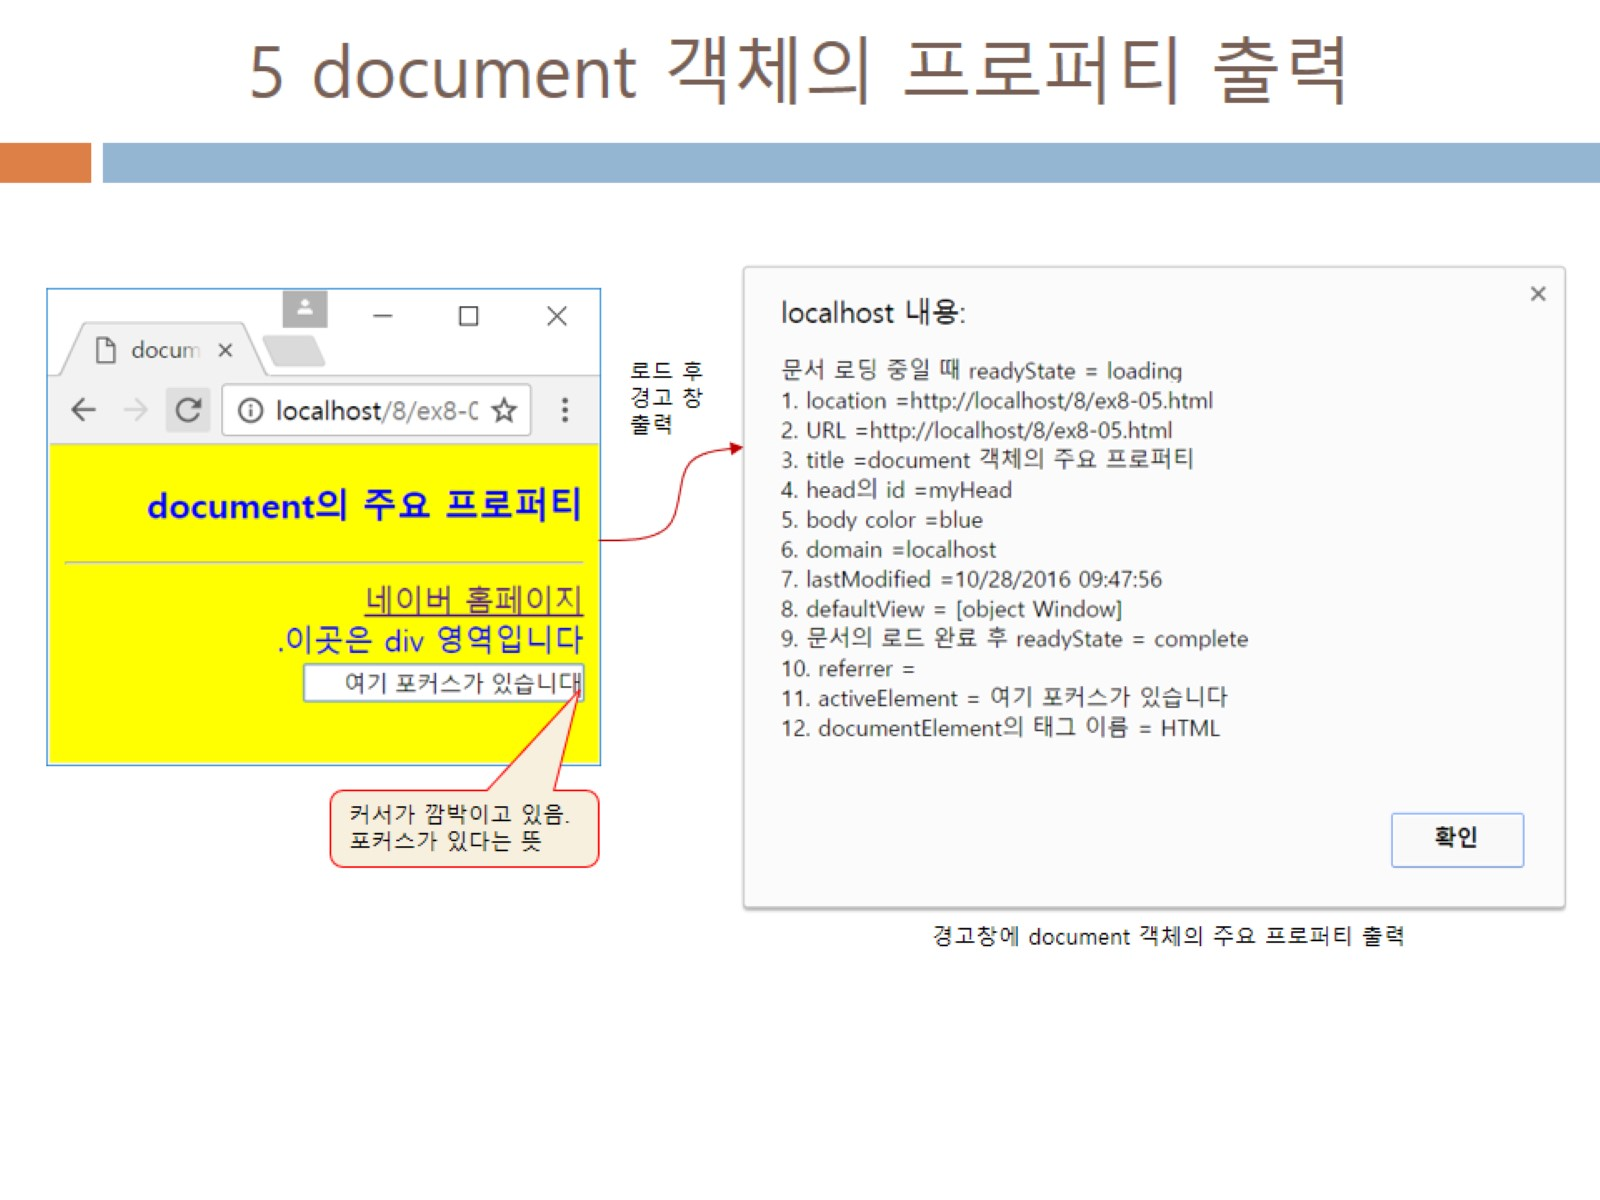 5 document 객체의 프로퍼티 출력
docum
localhost/8/ex8-0
document의 주요 프로퍼티
네이버 홈페이지
.이곳은 div 영역입니다
여기 포커스가 있습니다
커서가 깜박이고 있음.
포커스가 있다는 뜻
로드 후
경고 창
출력
localhost 내용:
문서 로딩 중일 때 readyState = loading
1. location =http://localhost/8/ex8-05.html
2. URL =http://localhost/8/ex8-05.html
3. title =document 객체의 주요 프로퍼티
4. head의 id =myHead
5. body color =blue
6. domain =localhost
7. lastModified =10/28/2016 09:47:56
8. defaultView = [object Window]
9. 문서의 로드 완료 후 readyState = complete
10. referrer =
11. activeElement = 여기 포커스가 있습니다
12. documentElement의 태그 이름 = HTML
확인
경고창에 document 객체의 주요 프로퍼티 출력